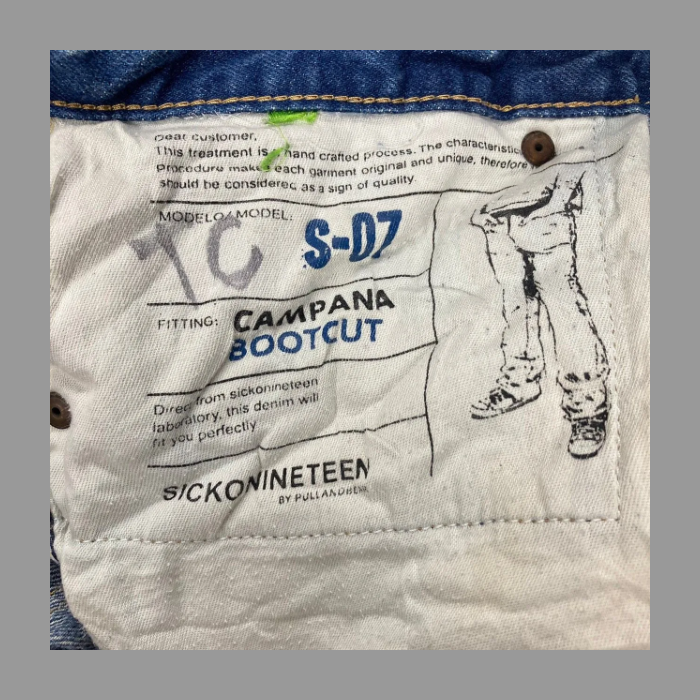 Dear customer,
This treatment is a hand crafted process. The characteristic
procedure makes each garment original and unique, therefore
should be considered as a sign of quality.
MODELO/MODEL:
TC
S-07
FITTING:
CAMPANA
BOOTCUT
Direct from sickonineteen
laboratory, this denim will
fit you perfectly
SICKONINETEEN
BY PULLANDBEAR